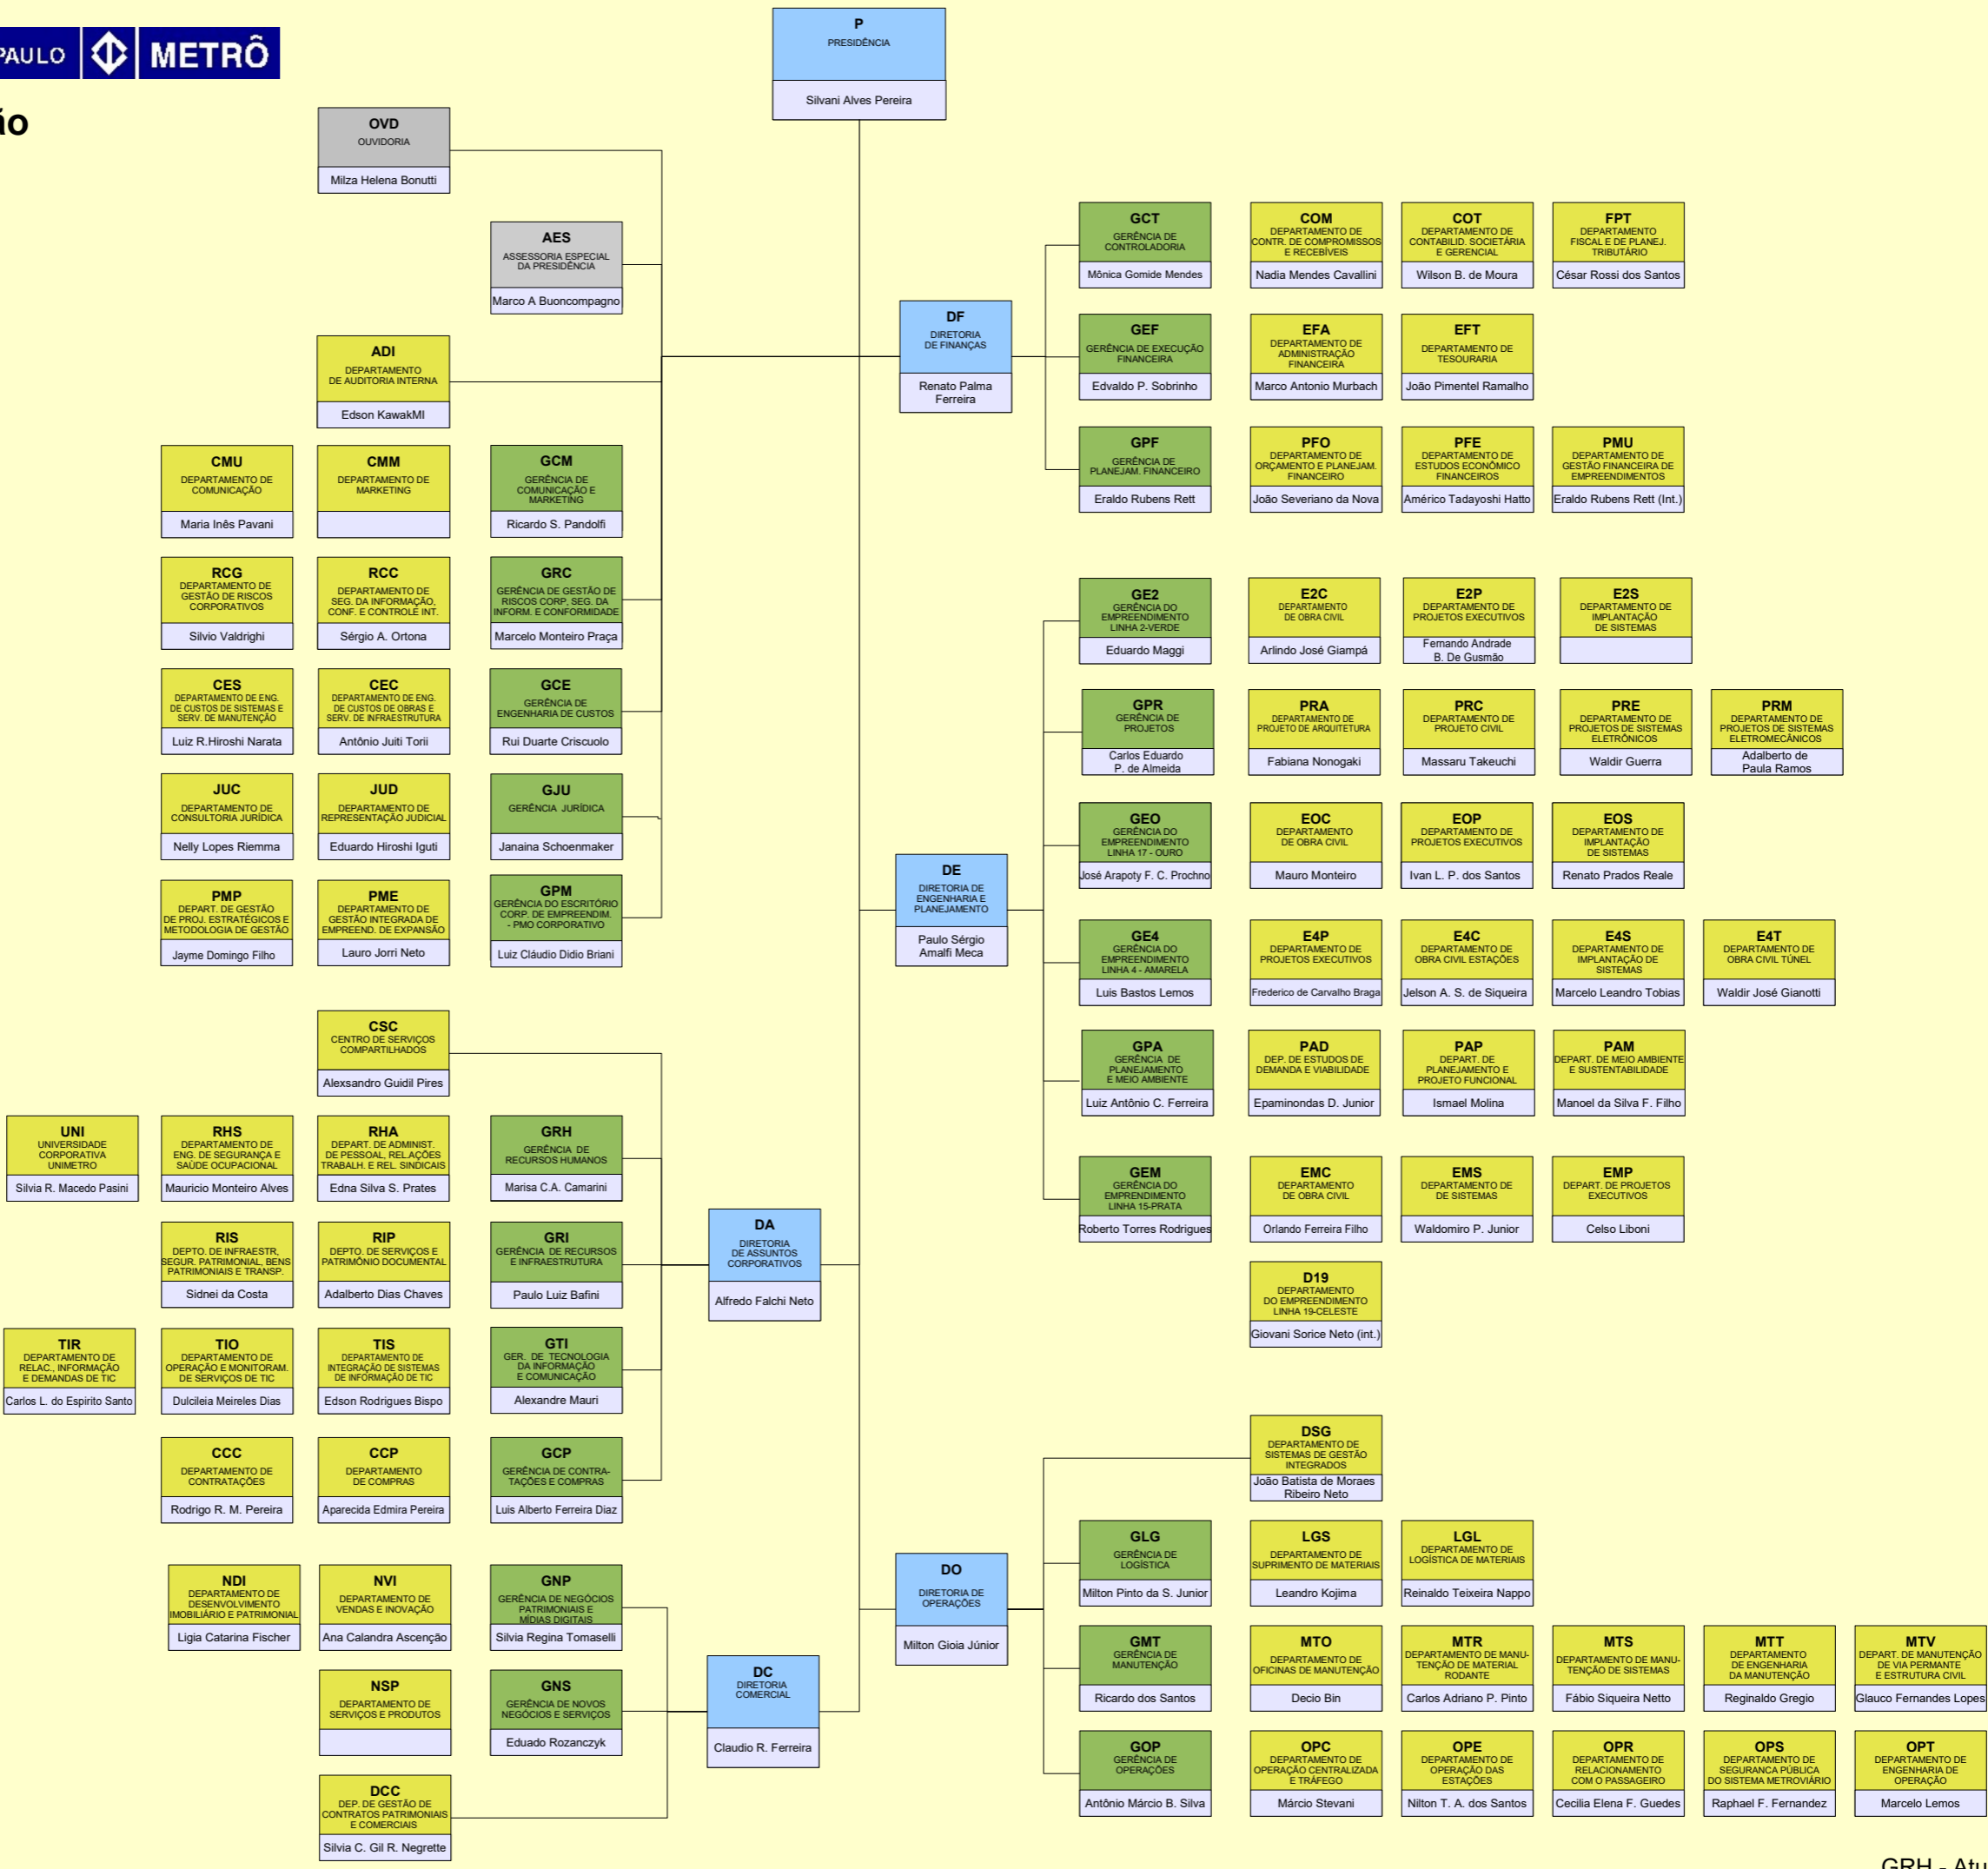 PAULO METRÔ
ão
P
PRESIDÊNCIA
Silvani Alves Pereira
OVD
OUVIDORIA
Milza Helena Bonutti
AES
ASSESSORIA ESPECIAL
DA PRESIDÊNCIA
Marco A Buoncompagno
ADI
DEPARTAMENTO
DE AUDITORIA INTERNA
Edson KawakMI
CMU
DEPARTAMENTO DE
COMUNICAÇÃO
Maria Inês Pavani
CMM
DEPARTAMENTO DE
MARKETING
GCM
GERÊNCIA DE
COMUNICAÇÃO E
MARKETING
Ricardo S. Pandolfi
RCG
DEPARTAMENTO DE
GESTÃO DE RISCOS
CORPORATIVOS
Silvio Valdrighi
RCC
DEPARTAMENTO DE
SEG. DA INFORMAÇÃO,
CONF. E CONTROLE INT.
Sérgio A. Ortona
GRC
GERÊNCIA DE GESTÃO DE
RISCOS CORP, SEG. DA
INFORM. E CONFORMIDADE
Marcelo Monteiro Praça
CES
DEPARTAMENTO DE ENG.
DE CUSTOS DE SISTEMAS E
SERV. DE MANUTENÇÃO
Luiz R.Hiroshi Narata
CEC
DEPARTAMENTO DE ENG.
DE CUSTOS DE OBRAS E
SERV. DE INFRAESTRUTURA
Antônio Juiti Torii
GCE
GERÊNCIA DE
ENGENHARIA DE CUSTOS
Rui Duarte Criscuolo
JUC
DEPARTAMENTO DE
CONSULTORIA JURÍDICA
Nelly Lopes Riemma
JUD
DEPARTAMENTO DE
REPRESENTAÇÃO JUDICIAL
Eduardo Hiroshi Iguti
GJU
GERÊNCIA JURÍDICA
Janaina Schoenmaker
PMP
DEPART. DE GESTÃO
DE PROJ. ESTRATÉGICOS E
METODOLOGIA DE GESTÃO
Jayme Domingo Filho
PME
DEPARTAMENTO DE
GESTÃO INTEGRADA DE
EMPREEND. DE EXPANSÃO
Lauro Jorri Neto
GPM
GERÊNCIA DO ESCRITÓRIO
CORP. DE EMPREENDIM.
- PMO CORPORATIVO
Luiz Cláudio Didio Briani
DF
DIRETORIA
DE FINANÇAS
Renato Palma
Ferreira
GCT
GERÊNCIA DE
CONTROLADORIA
Mônica Gomide Mendes
COM
DEPARTAMENTO DE
CONTR. DE COMPROMISSOS
E RECEBÍVEIS
Nadia Mendes Cavallini
COT
DEPARTAMENTO DE
CONTABILID. SOCIETÁRIA
E GERENCIAL
Wilson B. de Moura
FPT
DEPARTAMENTO
FISCAL E DE PLANEJ.
TRIBUTÁRIO
César Rossi dos Santos
GEF
GERÊNCIA DE EXECUÇÃO
FINANCEIRA
Edvaldo P. Sobrinho
EFA
DEPARTAMENTO DE
ADMINISTRAÇÃO
FINANCEIRA
Marco Antonio Murbach
EFT
DEPARTAMENTO DE
TESOURARIA
João Pimentel Ramalho
GPF
GERÊNCIA DE
PLANEJAM. FINANCEIRO
Eraldo Rubens Rett
PFO
DEPARTAMENTO DE
ORÇAMENTO E PLANEJAM.
FINANCEIRO
João Severiano da Nova
PFE
DEPARTAMENTO DE
ESTUDOS ECONÔMICO
FINANCEIROS
Américo Tadayoshi Hatto
PMU
DEPARTAMENTO DE
GESTÃO FINANCEIRA DE
EMPREENDIMENTOS
Eraldo Rubens Rett (Int.)
DE
DIRETORIA DE
ENGENHARIA E
PLANEJAMENTO
Paulo Sérgio
Amalfi Meca
GE2
GERÊNCIA DO
EMPREENDIMENTO
LINHA 2-VERDE
Eduardo Maggi
E2C
DEPARTAMENTO
DE OBRA CIVIL
Arlindo José Giampá
E2P
DEPARTAMENTO DE
PROJETOS EXECUTIVOS
Fernando Andrade
B. De Gusmão
E2S
DEPARTAMENTO DE
IMPLANTAÇÃO
DE SISTEMAS
GPR
GERÊNCIA DE
PROJETOS
Carlos Eduardo
P. de Almeida
PRA
DEPARTAMENTO DE
PROJETO DE ARQUITETURA
Fabiana Nonogaki
PRC
DEPARTAMENTO DE
PROJETO CIVIL
Massaru Takeuchi
PRE
DEPARTAMENTO DE
PROJETOS DE SISTEMAS
ELETRÔNICOS
Waldir Guerra
PRM
DEPARTAMENTO DE
PROJETOS DE SISTEMAS
ELETROMECÂNICOS
Adalberto de
Paula Ramos
GEO
GERÊNCIA DO
EMPREENDIMENTO
LINHA 17 - OURO
José Arapoty F. C. Prochno
EOC
DEPARTAMENTO
DE OBRA CIVIL
Mauro Monteiro
EOP
DEPARTAMENTO DE
PROJETOS EXECUTIVOS
Ivan L. P. dos Santos
EOS
DEPARTAMENTO DE
IMPLANTAÇÃO
DE SISTEMAS
Renato Prados Reale
GE4
GERÊNCIA DO
EMPREENDIMENTO
LINHA 4 - AMARELA
Luis Bastos Lemos
E4P
DEPARTAMENTO DE
PROJETOS EXECUTIVOS
Frederico de Carvalho Braga
E4C
DEPARTAMENTO DE
OBRA CIVIL ESTAÇÕES
Jelson A. S. de Siqueira
E4S
DEPARTAMENTO DE
IMPLANTAÇÃO DE
SISTEMAS
Marcelo Leandro Tobias
E4T
DEPARTAMENTO DE
OBRA CIVIL TÚNEL
Waldir José Gianotti
GPA
GERÊNCIA DE
PLANEJAMENTO
E MEIO AMBIENTE
Luiz Antônio C. Ferreira
PAD
DEP. DE ESTUDOS DE
DEMANDA E VIABILIDADE
Epaminondas D. Junior
PAP
DEPART. DE
PLANEJAMENTO E
PROJETO FUNCIONAL
Ismael Molina
PAM
DEPART. DE MEIO AMBIENTE
E SUSTENTABILIDADE
Manoel da Silva F. Filho
GEM
GERÊNCIA DO
EMPRENDIMENTO
LINHA 15-PRATA
Roberto Torres Rodrigues
EMC
DEPARTAMENTO
DE OBRA CIVIL
Orlando Ferreira Filho
EMS
DEPARTAMENTO DE
DE SISTEMAS
Waldomiro P. Junior
EMP
DEPART. DE PROJETOS
EXECUTIVOS
Celso Liboni
D19
DEPARTAMENTO
DO EMPREENDIMENTO
LINHA 19-CELESTE
Giovani Sorice Neto (int.)
CSC
CENTRO DE SERVIÇOS
COMPARTILHADOS
Alexsandro Guidil Pires
UNI
UNIVERSIDADE
CORPORATIVA
UNIMETRO
Silvia R. Macedo Pasini
RHS
DEPARTAMENTO DE
ENG. DE SEGURANÇA E
SAÚDE OCUPACIONAL
Mauricio Monteiro Alves
RHA
DEPART. DE ADMINIST.
DE PESSOAL, RELAÇÕES
TRABALH. E REL. SINDICAIS
Edna Silva S. Prates
GRH
GERÊNCIA DE
RECURSOS HUMANOS
Marisa C.A. Camarini
RIS
DEPTO. DE INFRAESTR,
SEGUR. PATRIMONIAL, BENS
PATRIMONIAIS E TRANSP.
Sidnei da Costa
RIP
DEPTO. DE SERVIÇOS E
PATRIMÔNIO DOCUMENTAL
Adalberto Dias Chaves
GRI
GERÊNCIA DE RECURSOS
E INFRAESTRUTURA
Paulo Luiz Bafini
DA
DIRETORIA
DE ASSUNTOS
CORPORATIVOS
Alfredo Falchi Neto
TIR
DEPARTAMENTO DE
RELAC., INFORMAÇÃO
E DEMANDAS DE TIC
Carlos L. do Espirito Santo
TIO
DEPARTAMENTO DE
OPERAÇÃO E MONITORAM.
DE SERVIÇOS DE TIC
Dulcileia Meireles Dias
TIS
DEPARTAMENTO DE
INTEGRAÇÃO DE SISTEMAS
DE INFORMAÇÃO DE TIC
Edson Rodrigues Bispo
GTI
GER. DE TECNOLOGIA
DA INFORMAÇÃO
E COMUNICAÇÃO
Alexandre Mauri
CCC
DEPARTAMENTO DE
CONTRATAÇÕES
Rodrigo R. M. Pereira
CCP
DEPARTAMENTO
DE COMPRAS
Aparecida Edmira Pereira
GCP
GERÊNCIA DE CONTRA-
TAÇÕES E COMPRAS
Luis Alberto Ferreira Diaz
NDI
DEPARTAMENTO DE
DESENVOLVIMENTO
IMOBILIÁRIO E PATRIMONIAL
Ligia Catarina Fischer
NVI
DEPARTAMENTO DE
VENDAS E INOVAÇÃO
Ana Calandra Ascenção
GNP
GERÊNCIA DE NEGÓCIOS
PATRIMONIAIS E
MÍDIAS DIGITAIS
Silvia Regina Tomaselli
NSP
DEPARTAMENTO DE
SERVIÇOS E PRODUTOS
GNS
GERÊNCIA DE NOVOS
NEGÓCIOS E SERVIÇOS
Eduado Rozanczyk
DC
DIRETORIA
COMERCIAL
Claudio R. Ferreira
DCC
DEP. DE GESTÃO DE
CONTRATOS PATRIMONIAIS
E COMERCIAIS
Silvia C. Gil R. Negrette
DO
DIRETORIA DE
OPERAÇÕES
Milton Gioia Júnior
DSG
DEPARTAMENTO DE
SISTEMAS DE GESTÃO
INTEGRADOS
João Batista de Moraes
Ribeiro Neto
GLG
GERÊNCIA DE
LOGÍSTICA
Milton Pinto da S. Junior
LGS
DEPARTAMENTO DE
SUPRIMENTO DE MATERIAIS
Leandro Kojima
LGL
DEPARTAMENTO DE
LOGÍSTICA DE MATERIAIS
Reinaldo Teixeira Nappo
GMT
GERÊNCIA DE
MANUTENÇÃO
Ricardo dos Santos
MTO
DEPARTAMENTO DE
OFICINAS DE MANUTENÇÃO
Decio Bin
MTR
DEPARTAMENTO DE MANU-
TENÇÃO DE MATERIAL
RODANTE
Carlos Adriano P. Pinto
MTS
DEPARTAMENTO DE MANU-
TENÇÃO DE SISTEMAS
Fábio Siqueira Netto
MTT
DEPARTAMENTO
DE ENGENHARIA
DA MANUTENÇÃO
Reginaldo Gregio
MTV
DEPART. DE MANUTENÇÃO
DE VIA PERMANTE
E ESTRUTURA CIVIL
Glauco Fernandes Lopes
GOP
GERÊNCIA DE
OPERAÇÕES
Antônio Márcio B. Silva
OPC
DEPARTAMENTO DE
OPERAÇÃO CENTRALIZADA
E TRÁFEGO
Márcio Stevani
OPE
DEPARTAMENTO DE
OPERAÇÃO DAS
ESTAÇÕES
Nilton T. A. dos Santos
OPR
DEPARTAMENTO DE
RELACIONAMENTO
COM O PASSAGEIRO
Cecilia Elena F. Guedes
OPS
DEPARTAMENTO DE
SEGURANCA PÚBLICA
DO SISTEMA METROVIÁRIO
Raphael F. Fernandez
OPT
DEPARTAMENTO DE
ENGENHARIA DE
OPERAÇÃO
Marcelo Lemos
GRH - Atu